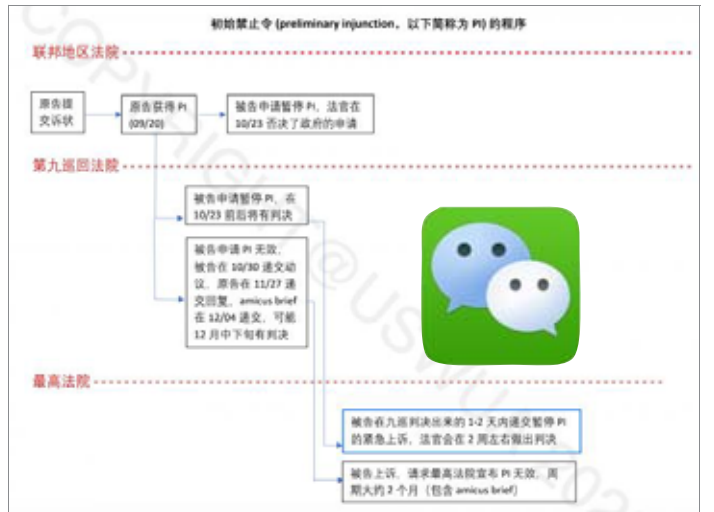 初始禁止令 (preliminary injunction, 以下简称为 PI) 的程序
联邦地区法院
原告提
交诉状
原告获得 PI
(09/20)
被告申请暂停 PI, 法官在
10/23 否决了政府的申请
第九巡回法院
被告申请暂停 PI, 在
10/23 前后将有判决
被告申请 PI 无效,
被告在 10/30 递交动
议, 原告在 11/27 递
交回复, amicus brief
在 12/04 递交, 可能
12 月中下旬有判决
最高法院
被告在九巡判决出来的 1-2 天内递交暂停 PI
的紧急上诉, 法官会在 2 周左右做出判决
被告上诉, 请求最高法院宣布 PI 无效, 周
期大约 2 个月 (包含 amicus brief)